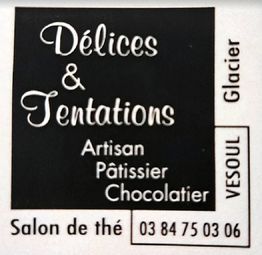 Délices
&
Tentations
Artisan
Pâtissier
Chocolatier
Glacier
VESOUL
Salon de thé
03 84 75 03 06